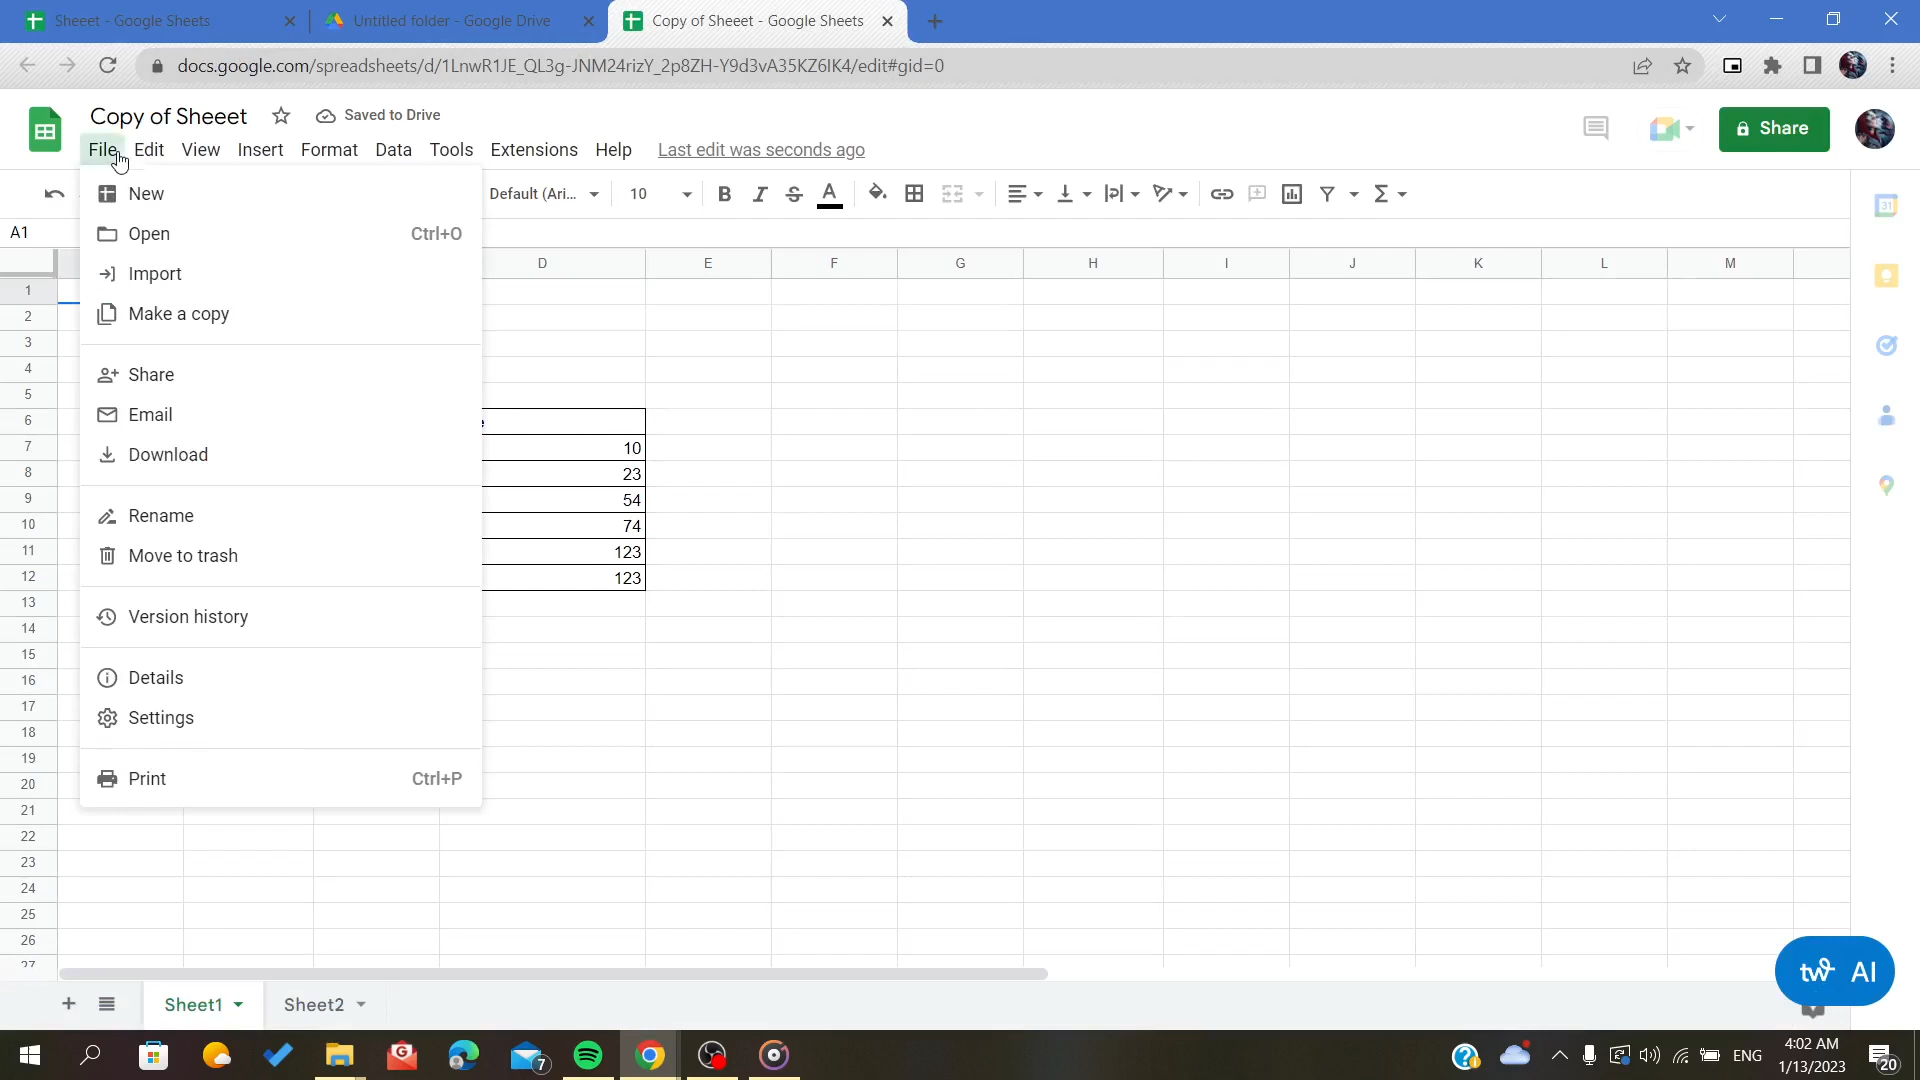 Sheeet - Google Sheets
Untitled folder - Google Drive
Copy of Sheeet - Google Sheets
docs.google.com/spreadsheets/d/1LnwR1JE_QL3g-JNM24rizY_2p8ZH-Y9d3vA35KZ6IK4/edit#gid=0
Copy of Sheeet
Saved to Drive
Share
File Edit View Insert Format Data Tools Extensions Help Last edit was seconds ago
Default (Ari... 10 B I S A
31
A1
New
Open Ctrl+O
Import
Make a copy
Share
Email
Download
Rename
Move to trash
Version history
Details
Settings
Print Ctrl+P
D E F G H I J K L M
1
2
3
4
5
6
7 10
8 23
9 54
10 74
11 123
12 123
13
14
15
16
17
18
19
20
21
22
23
24
25
26
27
tw AI
Sheet1
Sheet2
7
ENG
4:02 AM
1/13/2023
20